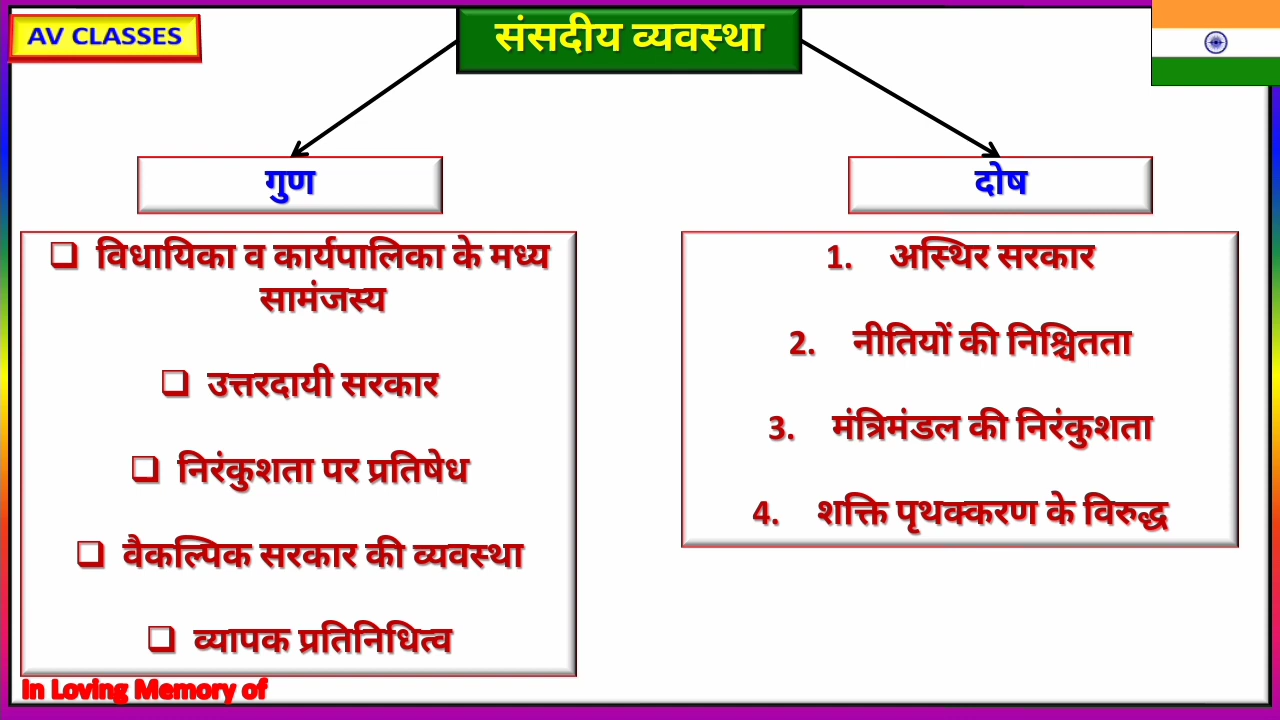 AV CLASSES
संसदीय व्यवस्था
गुण
दोष
❑ विधायिका व कार्यपालिका के मध्य
सामंजस्य
❑ उत्तरदायी सरकार
❑ निरंकुशता पर प्रतिषेध
❑ वैकल्पिक सरकार की व्यवस्था
❑ व्यापक प्रतिनिधित्व
1. अस्थिर सरकार
2. नीतियों की निश्चितता
3. मंत्रिमंडल की निरंकुशता
4. शक्ति पृथक्करण के विरुद्ध
In Loving Memory of